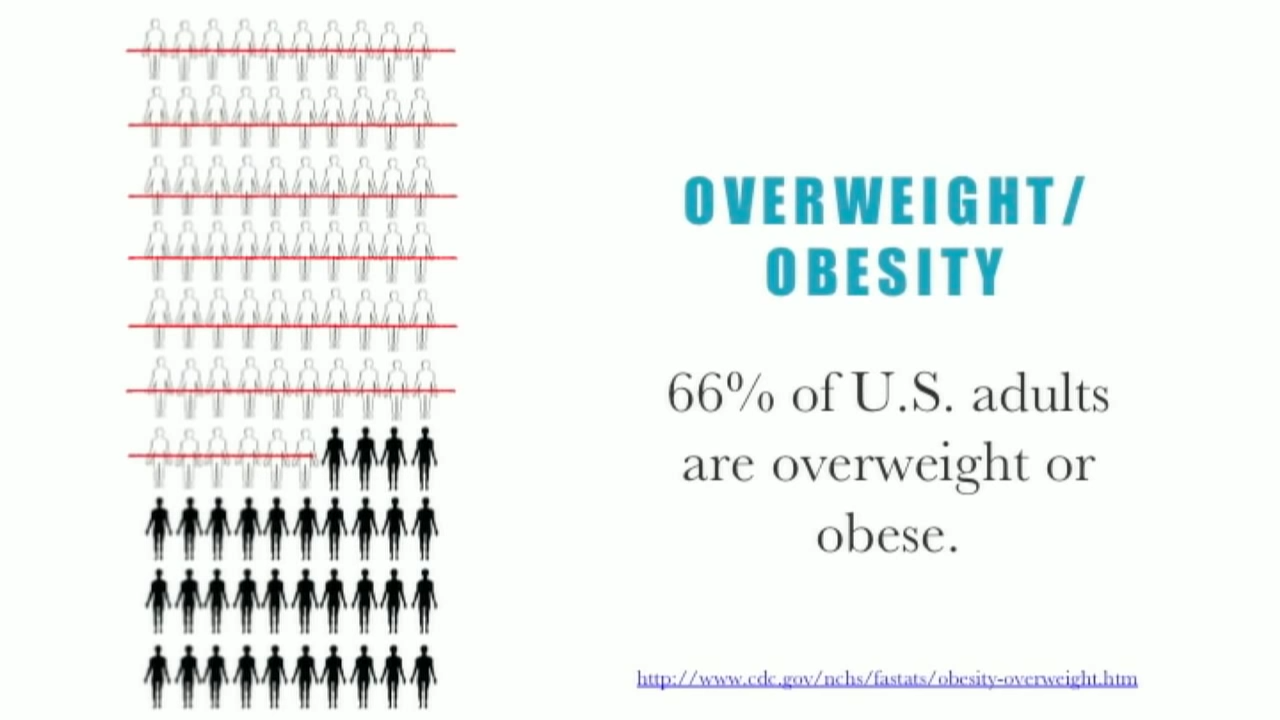 OVERWEIGHT/
OBESITY
66% of U.S. adults
are overweight or
obese.
http://www.cdc.gov/nchs/fastats/obesity-overweight.htm